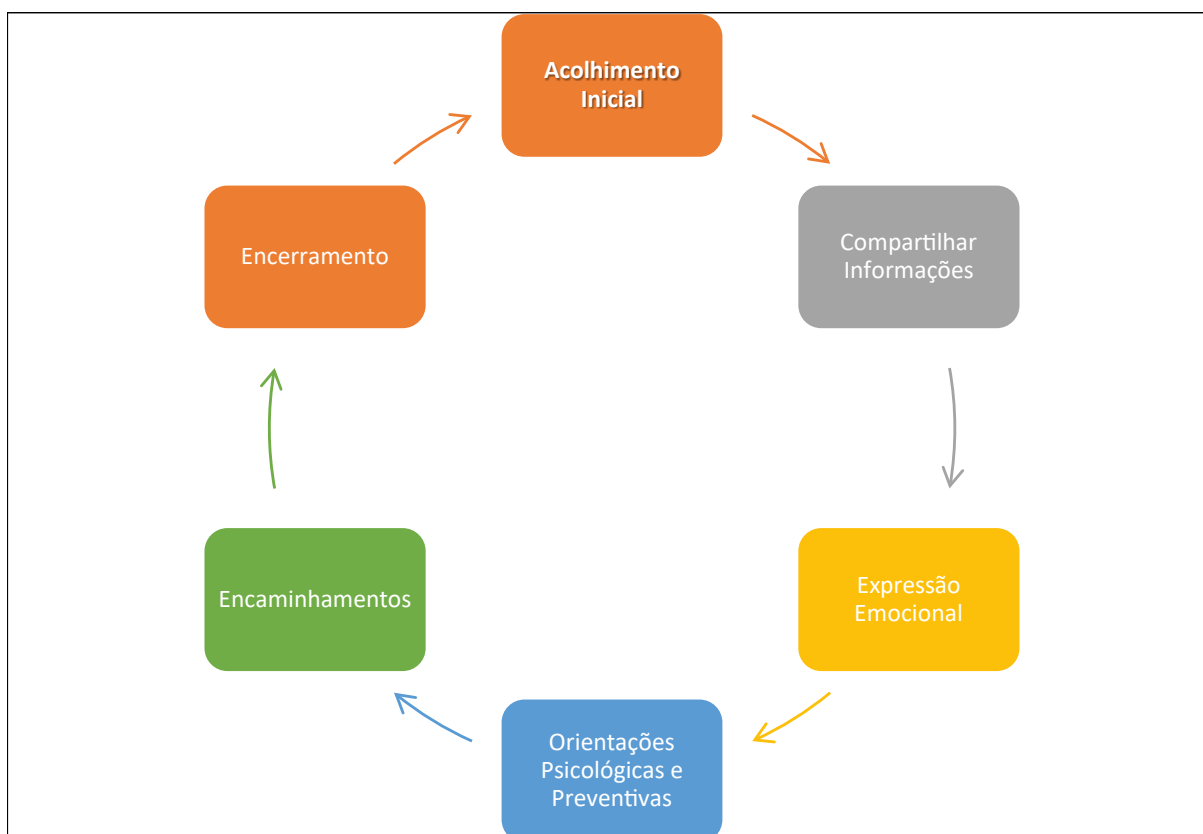 Acolhimento
Inicial
Compartilhar
Informações
Expressão
Emocional
Orientações
Psicológicas e
Preventivas
Encaminhamentos
Encerramento